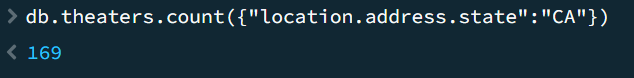 > db.theaters.count({"location.address.state":"CA"})
< 169